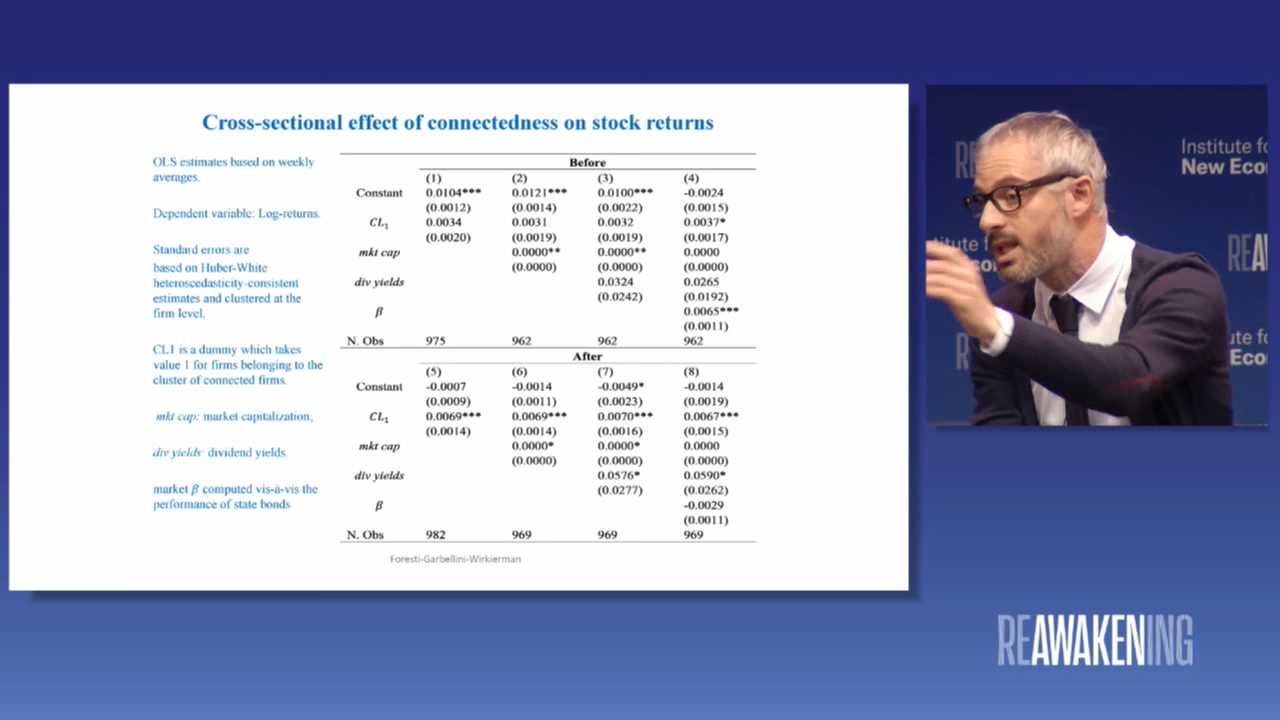 Cross-sectional effect of connectedness on stock returns
OLS estimates based on weekly
averages.
Dependent variable: Log-returns.
Standard errors are
based on Huber-White
heteroscedasticity-consistent
estimates and clustered at the
firm level.
CL1 is a dummy which takes
value 1 for firms belonging to the
cluster of connected firms.
mkt cap: market capitalization;
div yields: dividend yields.
market β computed vis-à-vis the
performance of state bonds
Before
(1) (2) (3) (4)
Constant 0.0104*** 0.0121*** 0.0100*** -0.0024
(0.0012) (0.0014) (0.0022) (0.0015)
CL₁ 0.0034 0.0031 0.0032 0.0037*
(0.0020) (0.0019) (0.0019) (0.0017)
mkt cap 0.0000** 0.0000** 0.0000
(0.0000) (0.0000) (0.0000)
div yields 0.0324 0.0265
(0.0242) (0.0192)
β 0.0065***
(0.0011)
N. Obs 975 962 962 962
After
(5) (6) (7) (8)
Constant -0.0007 -0.0014 -0.0049* -0.0014
(0.0009) (0.0011) (0.0023) (0.0019)
CL₁ 0.0069*** 0.0069*** 0.0070*** 0.0067***
(0.0014) (0.0014) (0.0016) (0.0015)
mkt cap 0.0000* 0.0000* 0.0000
(0.0000) (0.0000) (0.0000)
div yields 0.0576* 0.0590*
(0.0277) (0.0262)
β -0.0029
(0.0011)
N. Obs 982 969 969 969
Foresti-Garbellini-Wirkierman
RE
Institute fo
New Econ
titute f
REA
R
ute fo
Eco
REAWAKENING